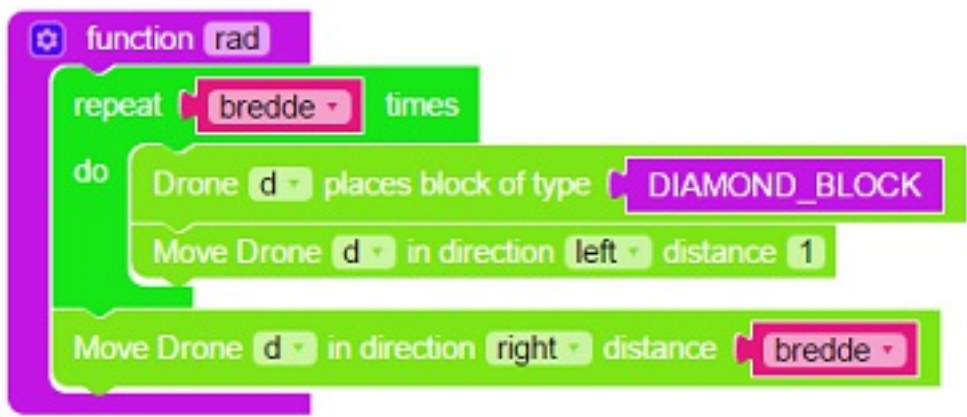 function rad
repeat bredde times
do
Drone d places block of type DIAMOND_BLOCK
Move Drone d in direction left distance 1
Move Drone d in direction right distance bredde